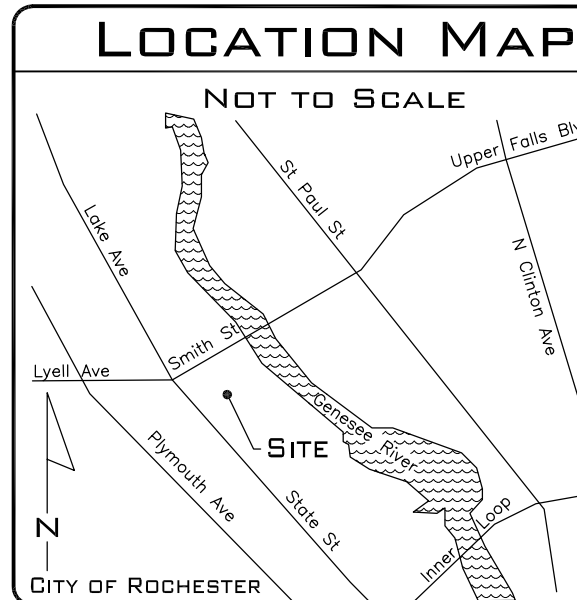 LOCATION MAP
NOT TO SCALE
Upper Falls Blv
St Paul St
Lake Ave
N Clinton Ave
Smith St
Lyell Ave
Genesee River
SITE
Plymouth Ave
State St
Inner Loop
N
CITY OF ROCHESTER